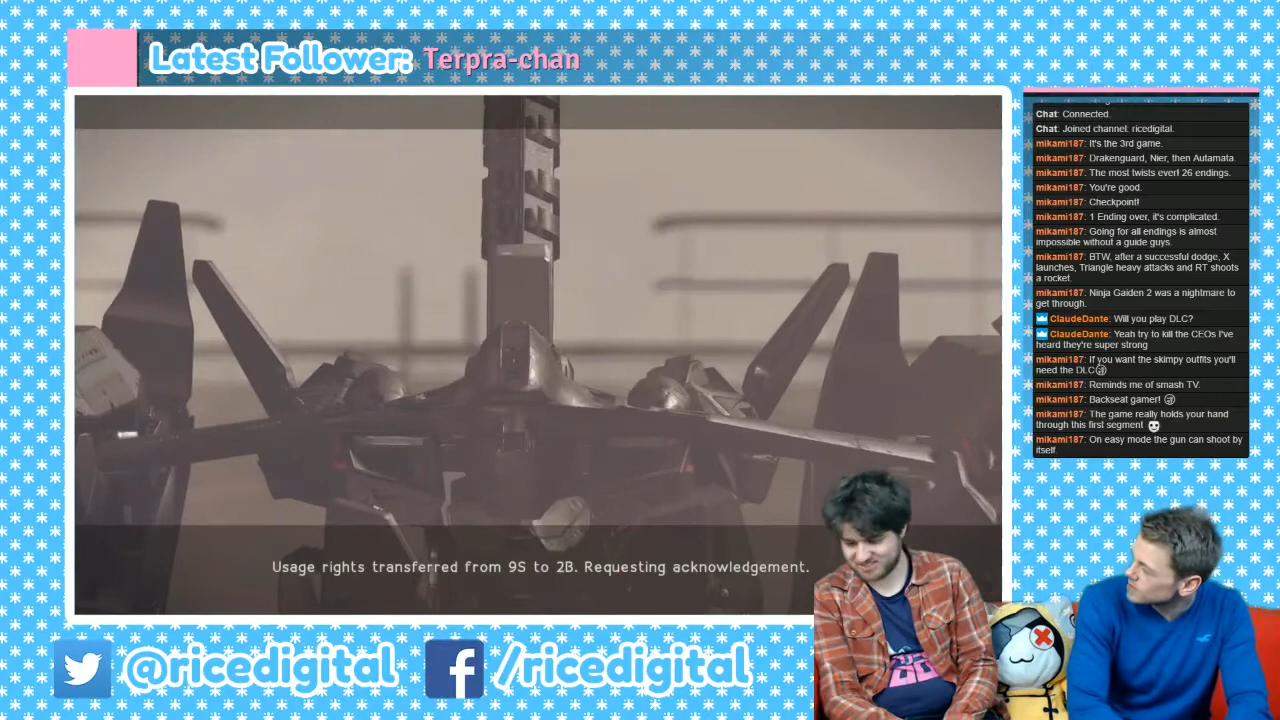 Latest Follower: Terpra-chan
Chat: Connected.
Chat: Joined channel: ricedigital.
mikami187: It's the 3rd game.
mikami187: Drakenguard, Nier, then Autamata.
mikami187: The most twists ever! 26 endings.
mikami187: You're good.
mikami187: Checkpoint!
mikami187: 1 Ending over, it's complicated.
mikami187: Going for all endings is almost
impossible without a guide guys.
mikami187: BTW, after a successful dodge, X
launches, Triangle heavy attacks and RT shoots
a rocket.
mikami187: Ninja Gaiden 2 was a nightmare to
get through.
ClaudeDante: Will you play DLC?
ClaudeDante: Yeah try to kill the CEOs I've
heard they're super strong
mikami187: If you want the skimpy outfits you'll
need the DLC
mikami187: Reminds me of smash TV.
mikami187: Backseat gamer!
mikami187: The game really holds your hand
through this first segment
mikami187: On easy mode the gun can shoot by
itself
Usage rights transferred from 9S to 2B. Requesting acknowledgement.
@ricedigital
/ricedigital